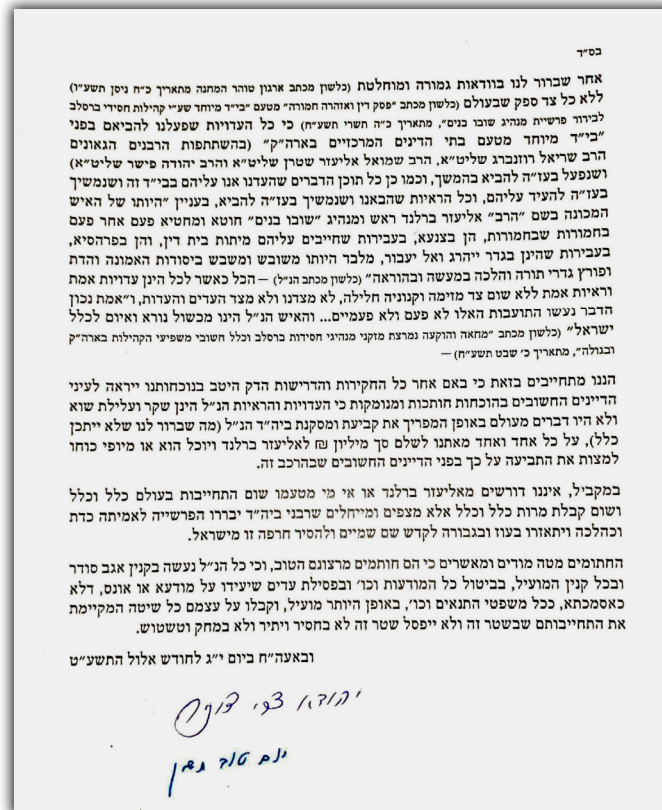 בס״ד
אחר שברור לנו בוודאות גמורה ומוחלטת (כלשון מכתב ארגון טוהר המחנה מתאריך כ״ח ניסן תשע״ו)
ללא כל צד ספק שבעולם (כלשון מכתב ״פסק דין ואזהרה חמורה״ מטעם ״בי״ד מיוחד שע״י קהילות חסידי ברסלב
לבירור פרשיית מנהיג שובו בנים״, מתאריך כ״ה תשרי תשע״ח) כי כל העדויות שפעלנו להביאם בפני
״בי״ד מיוחד מטעם בתי הדינים המרכזיים בארה״ק״ (בהשתתפות הרבנים הגאונים
הרב שריאל רוזנברג שליט״א, הרב שמואל אליעזר שטרן שליט״א והרב יהודה פישר שליט״א)
ושנפעל בעז״ה להביא בהמשך, וכמו כן כל תוכן הדברים שהעדנו אנו עליהם בבי״ד זה ושנמשיך
בעז״ה להעיד עליהם, וכל הראיות שהבאנו ושנמשיך בעז״ה להביא, בעניין ״היותו של האיש
המכונה בשם ״הרב״ אליעזר ברלנד ראש ומנהיג ״שובו בנים״ חוטא ומחטיא פעם אחר פעם
בחמורות שבחמורות, הן בצנעא, בעבירות שחייבים עליהם מיתות בית דין, והן בפרהסיא,
בעבירות שהינן בגדר ייהרג ואל יעבור, מלבד היותו משובש ומשבש ביסודות האמונה והדת
ופורץ גדרי תורה והלכה במעשה ובהוראה״ (כלשון מכתב הנ״ל) – הכל כאשר לכל הינן עדויות אמת
וראיות אמת ללא שום צד מזימה וקנוניה חלילה, לא מצדנו ולא מצד העדים והעדות, ו״אמת נכון
הדבר נעשו התועבות האלו לא פעם ולא פעמיים... והאיש הנ״ל הינו מכשול נורא ואיום לכלל
ישראל״ (כלשון מכתב ״מחאה והוקעה נמרצת מזקני מנהיגי חסידות ברסלב וכלל חשובי משפיעי הקהילות בארה״ק
ובגולה״, מתאריך כ׳ שבט תשע״ח) –
הננו מתחייבים בזאת כי באם אחר כל החקירות והדרישות הדק היטב בנוכחותנו ייראה לעיני
הדיינים החשובים בהוכחות חותכות ומנומקות כי העדויות והראיות הנ״ל הינן שקר ועלילת שוא
ולא היו דברים מעולם באופן המפריך את קביעת ומסקנת ביה״ד הנ״ל (מה שברור לנו שלא ייתכן
כלל), על כל אחד ואחד מאתנו לשלם סך מיליון ₪ לאליעזר ברלנד ויוכל הוא או מיופי כוחו
למצות את התביעה על כך בפני הדיינים החשובים שבהרכב זה.
במקביל, איננו דורשים מאליעזר ברלנד או אי מי מטעמו שום התחייבות בעולם כלל וכלל
ושום קבלת מרות כלל וכלל אלא מצפים ומייחלים שרבני ביה״ד יבררו הפרשייה לאמיתה כדת
וכהלכה ויתאזרו בעוז ובגבורה לקדש שם שמיים ולהסיר חרפה זו מישראל.
החתומים מטה מודים ומאשרים כי הם חותמים מרצונם הטוב, וכי כל הנ״ל נעשה בקנין אגב סודר
ובכל קנין המועיל, בביטול כל המודעות וכו׳ ובפסילת עדים שיעידו על מודעא או אונס, דלא
כאסמכתא, ככל משפטי התנאים וכו׳, באופן היותר מועיל, וקבלו על עצמם כל שיטה המקיימת
את התחייבותם שבשטר זה ולא ייפסל שטר זה לא בחסיר ויתיר ולא במחק וטשטוש.
ובאעה״ח ביום י״ג לחודש אלול התשע״ט
יהודא צבי
יום טוב חשין